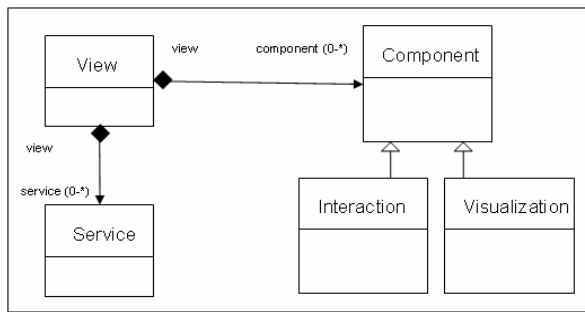 View
view
component (0-*)
Component
view
service (0-*)
Service
Interaction
Visualization